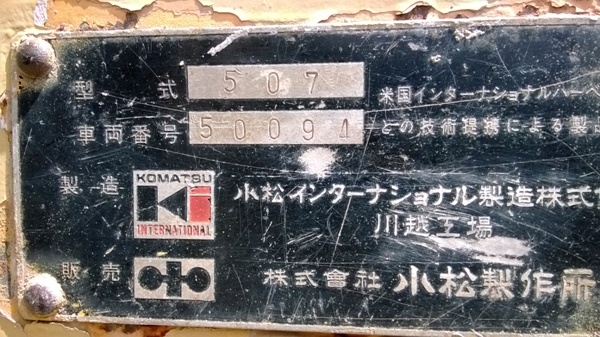 型式 507 米国インターナショナルハーベ
車両番号 50091 との技術提携による製
製造 KOMATSU INTERNATIONAL 小松インターナショナル製造株式
川越工場
販売 株式會社 小松製作所